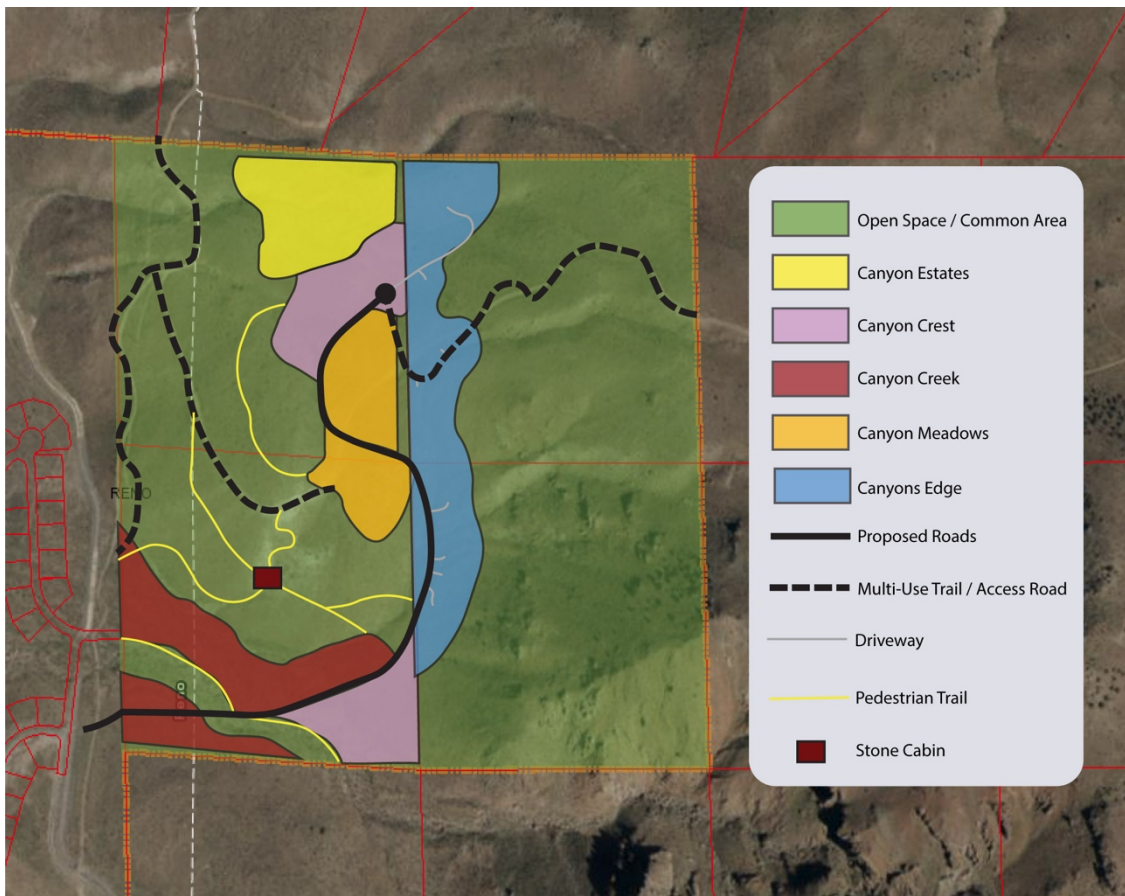 Open Space / Common Area
Canyon Estates
Canyon Crest
Canyon Creek
Canyon Meadows
Canyons Edge
Proposed Roads
Multi-Use Trail / Access Road
Driveway
Pedestrian Trail
Stone Cabin
RENO
Reno